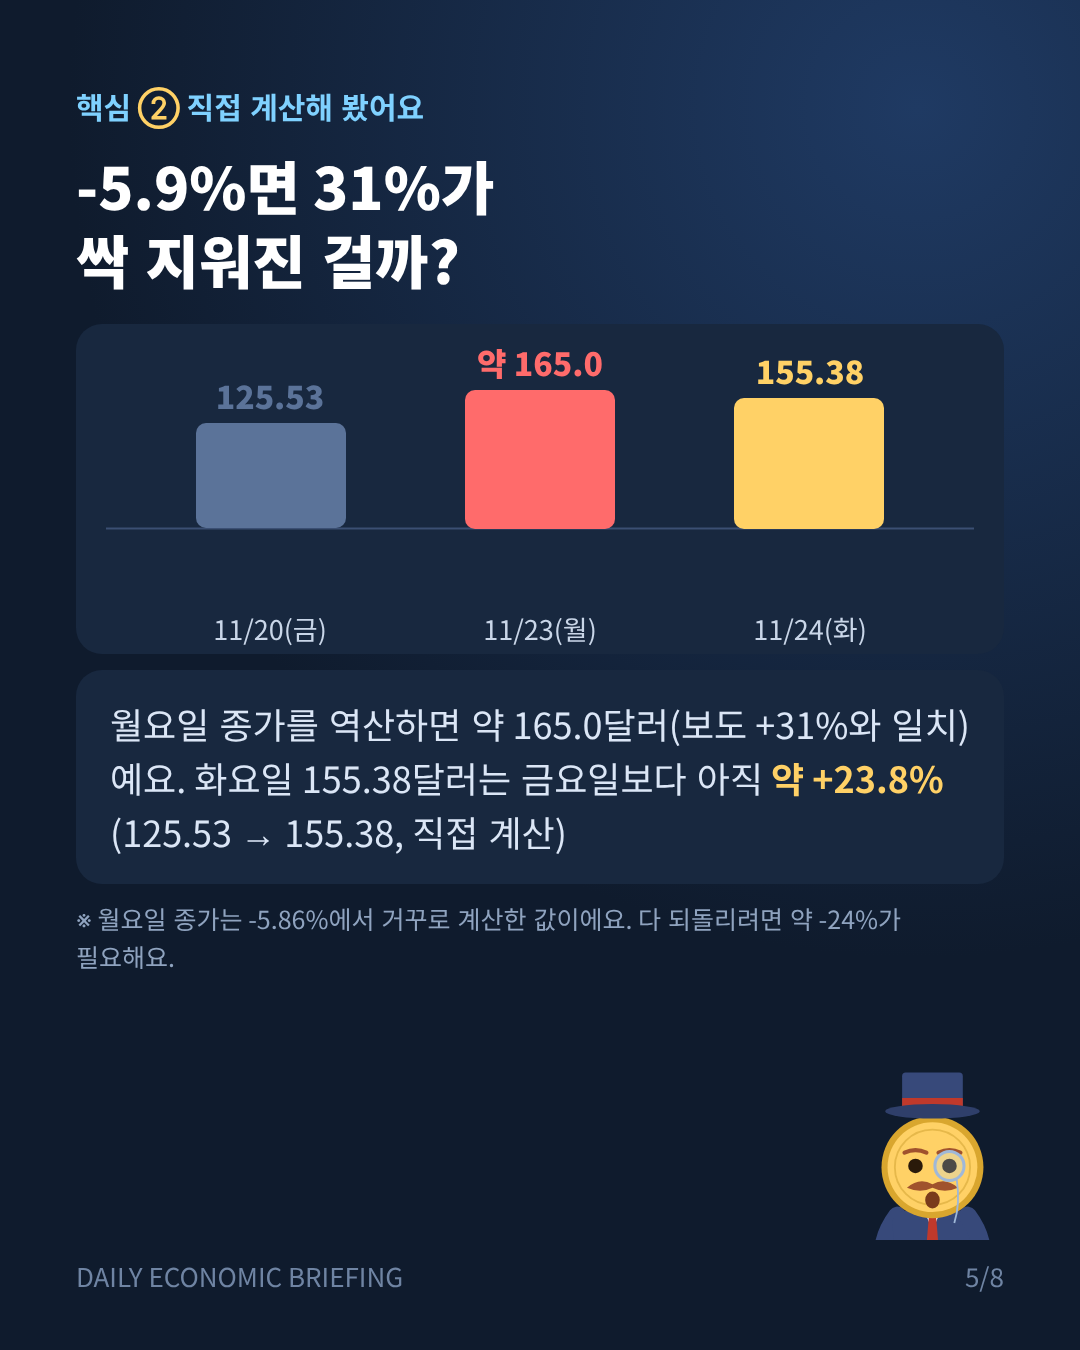 핵심 ② 직접 계산해 봤어요
-5.9%면 31%가
싹 지워진 걸까?
125.53
약 165.0
155.38
11/20(금)
11/23(월)
11/24(화)
월요일 종가를 역산하면 약 165.0달러(보도 +31%와 일치)
예요. 화요일 155.38달러는 금요일보다 아직 약 +23.8%
(125.53 → 155.38, 직접 계산)
※ 월요일 종가는 -5.86%에서 거꾸로 계산한 값이에요. 다 되돌리려면 약 -24%가
필요해요.
DAILY ECONOMIC BRIEFING
5/8